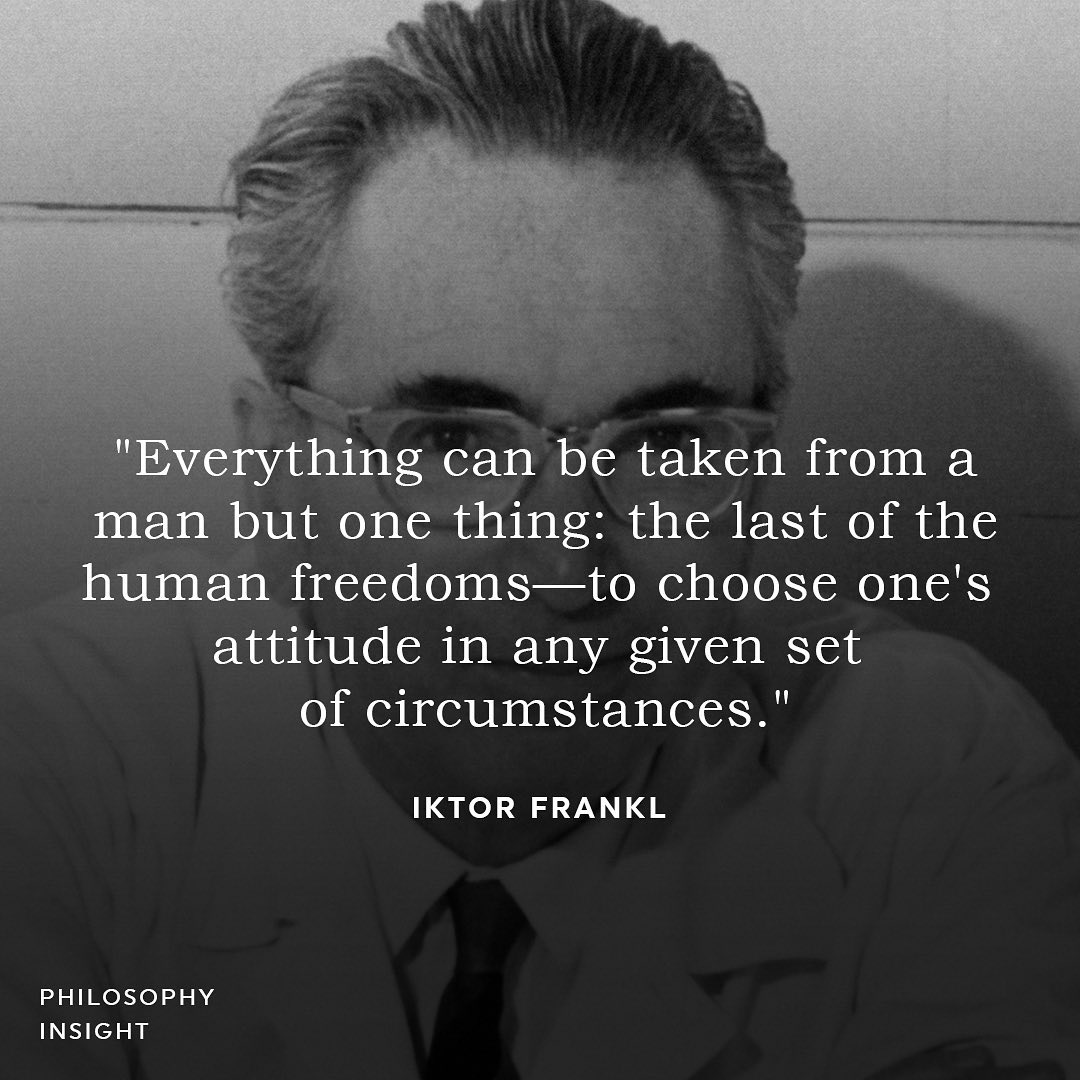 "Everything can be taken from a
man but one thing: the last of the
human freedoms—to choose one's
attitude in any given set
of circumstances."
IKTOR FRANKL
PHILOSOPHY
INSIGHT